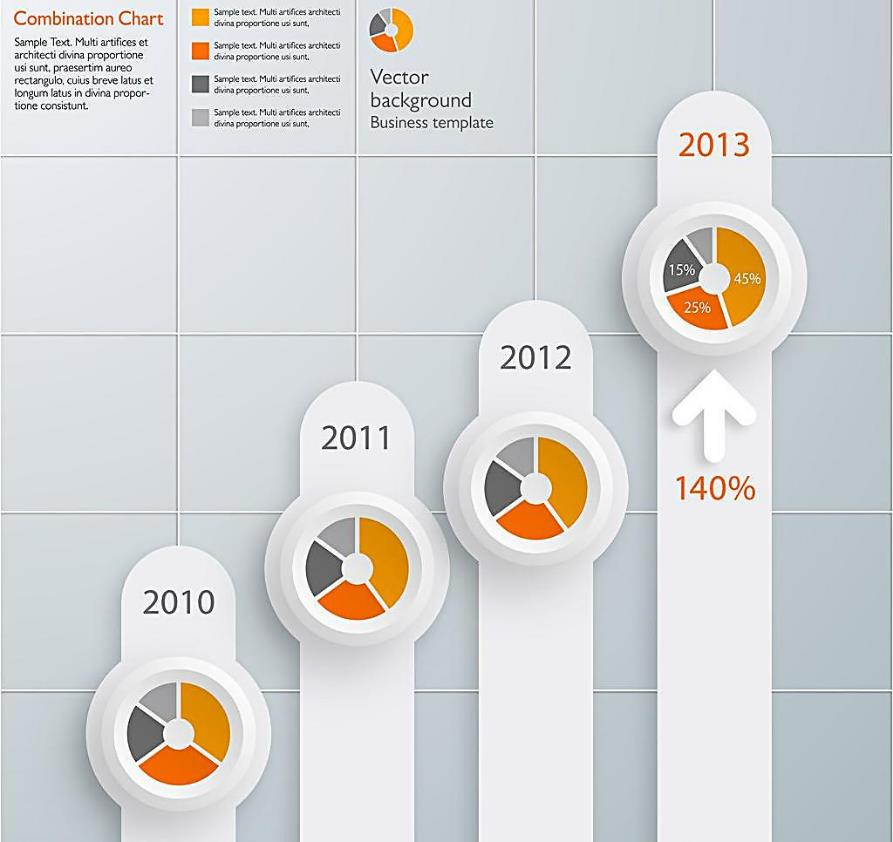 Combination Chart
Sample Text. Multi artifices et
architecti divina proportione
usi sunt, praesertim aureo
rectangulo, cuius breve latus et
longum latus in divina propor-
tione consistunt.
Sample text. Multi artifices architecti
divina proportione usi sunt,
Sample text. Multi artifices architecti
divina proportione usi sunt,
Sample text. Multi artifices architecti
divina proportione usi sunt,
Sample text. Multi artifices architecti
divina proportione usi sunt,
Vector
background
Business template
2013
15%
45%
25%
2012
2011
140%
2010